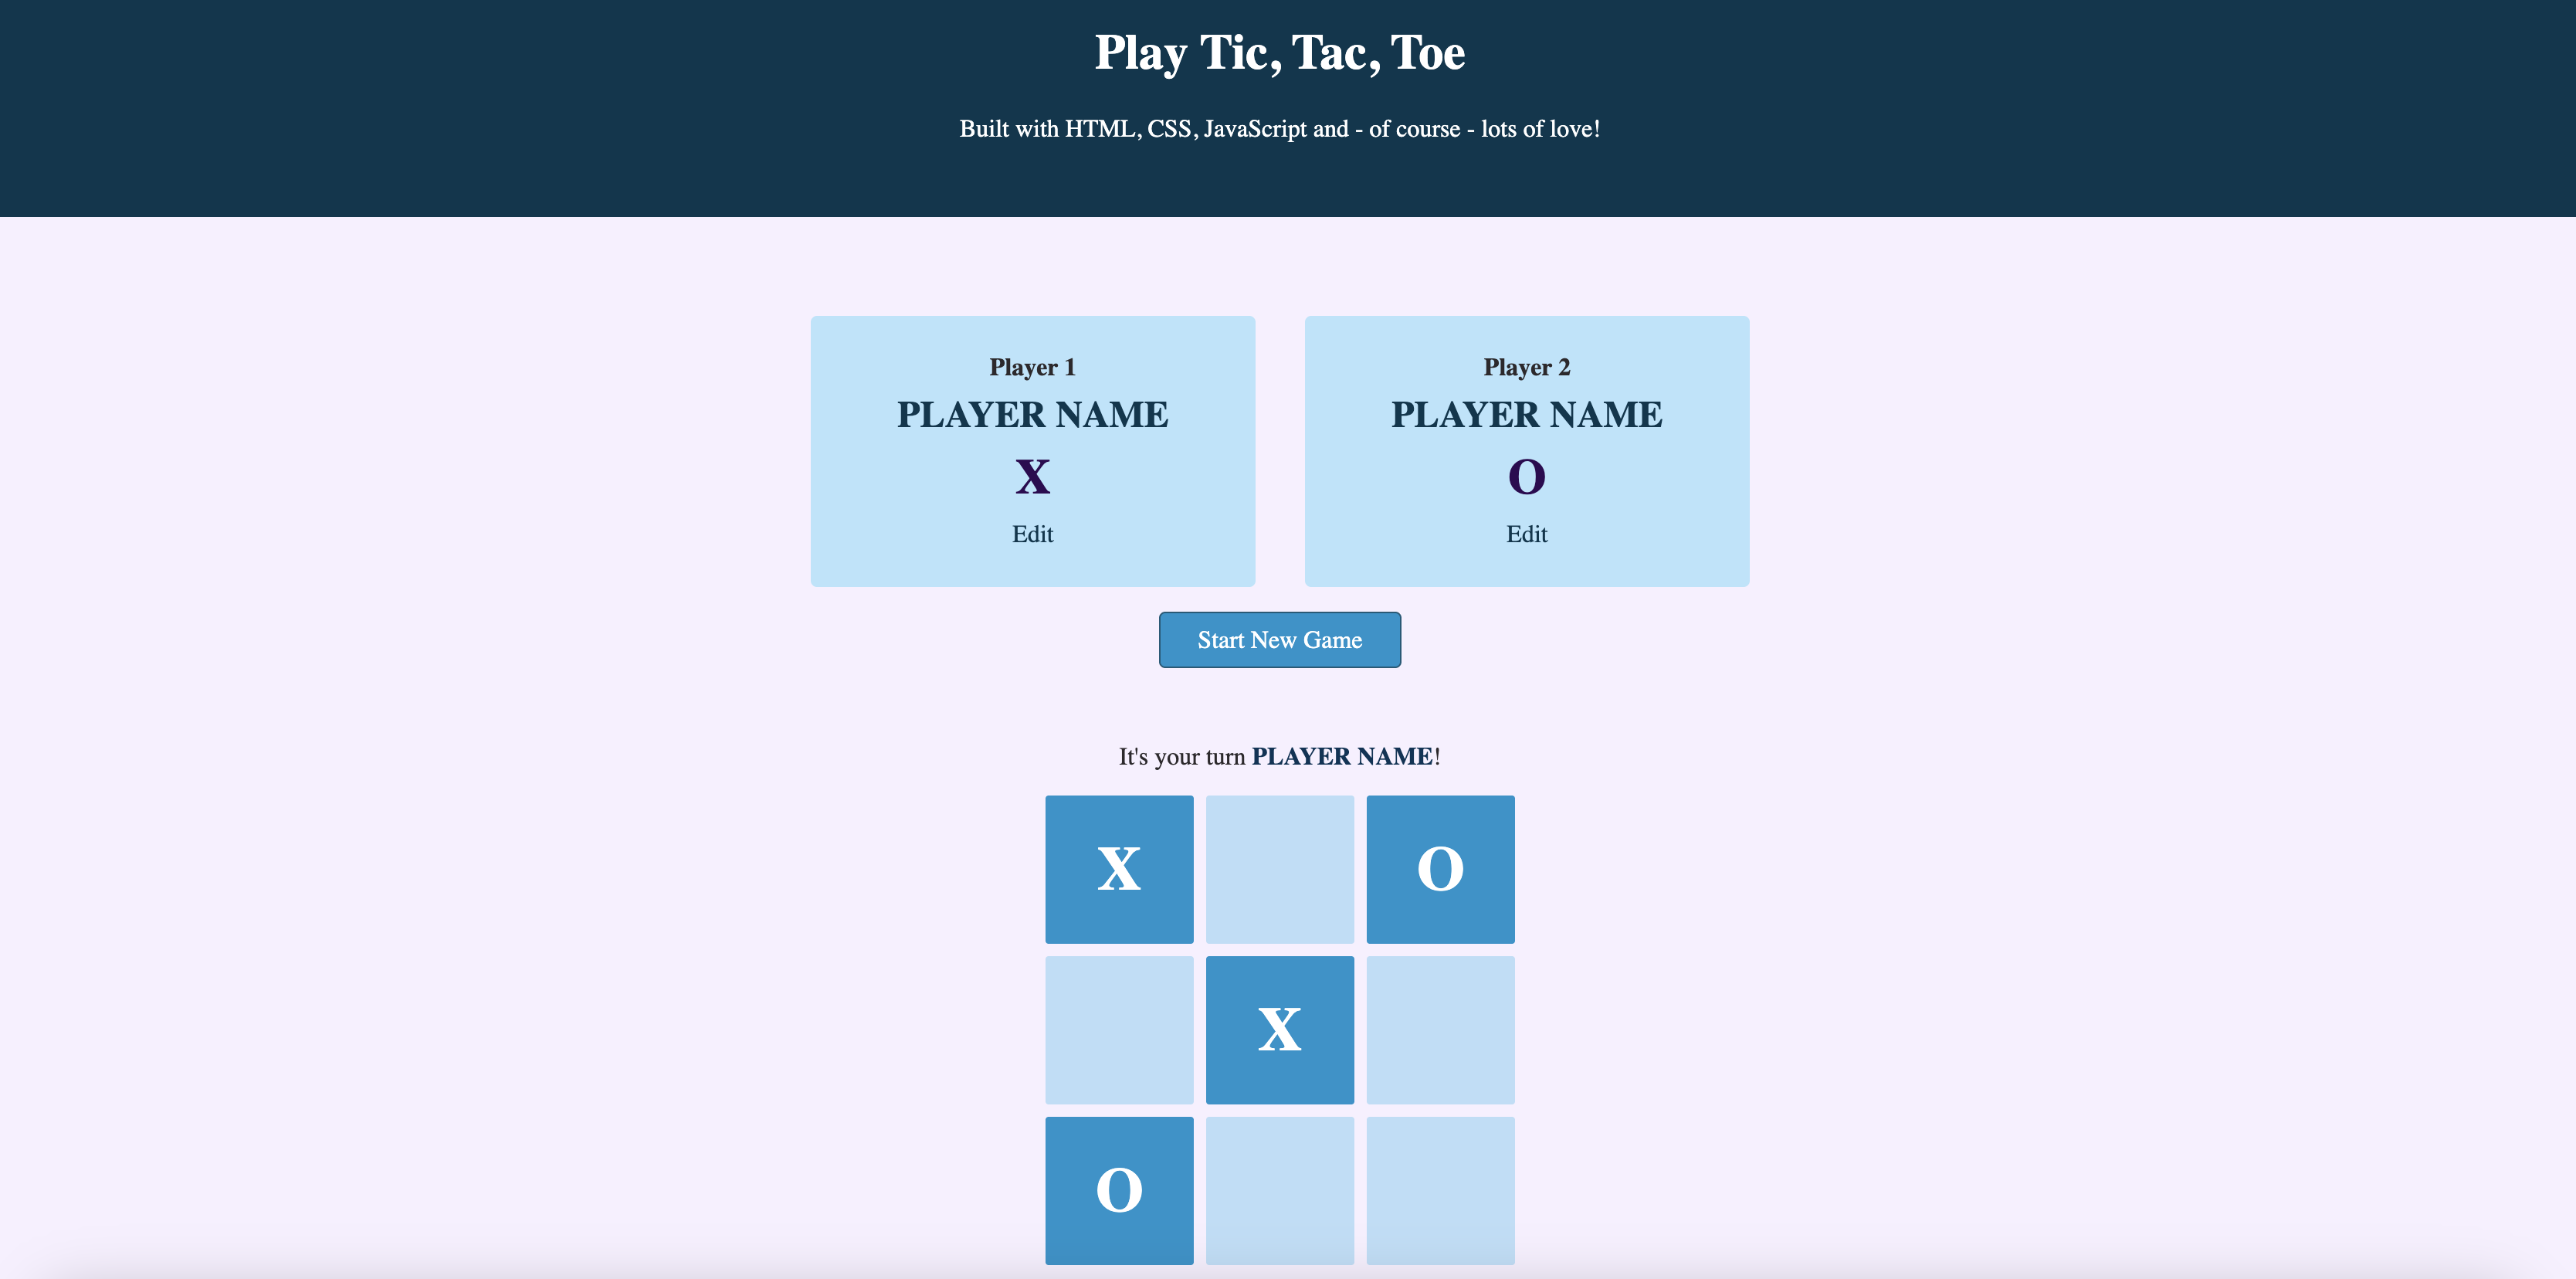 Play Tic, Tac, Toe
Built with HTML, CSS, JavaScript and - of course - lots of love!
Player 1
PLAYER NAME
X
Edit
Player 2
PLAYER NAME
O
Edit
Start New Game
It's your turn PLAYER NAME!
X O
X
O